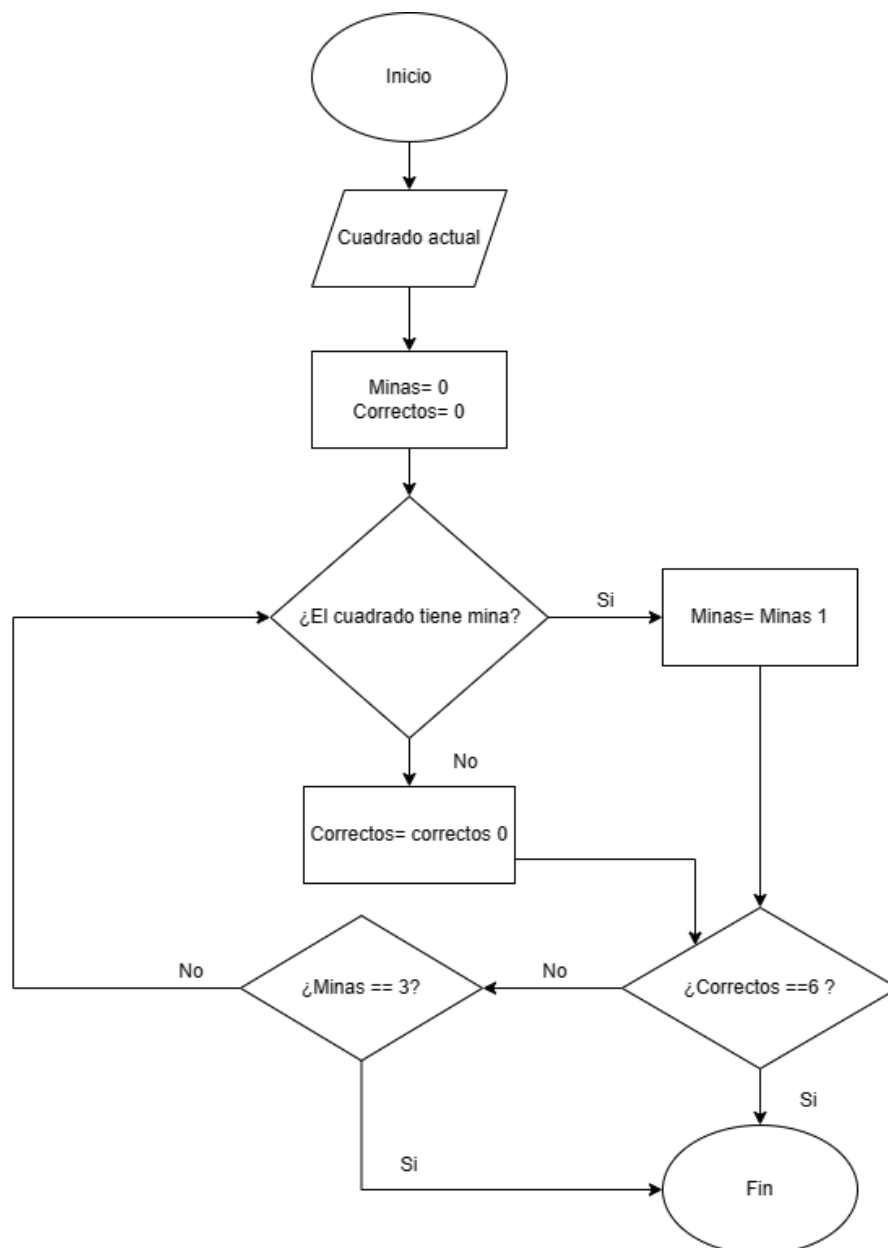 Inicio
Cuadrado actual
Minas= 0
Correctos= 0
¿El cuadrado tiene mina?
Si
Minas= Minas 1
No
Correctos= correctos 0
¿Correctos ==6 ?
No
¿Minas == 3?
No
Si
Si
Fin